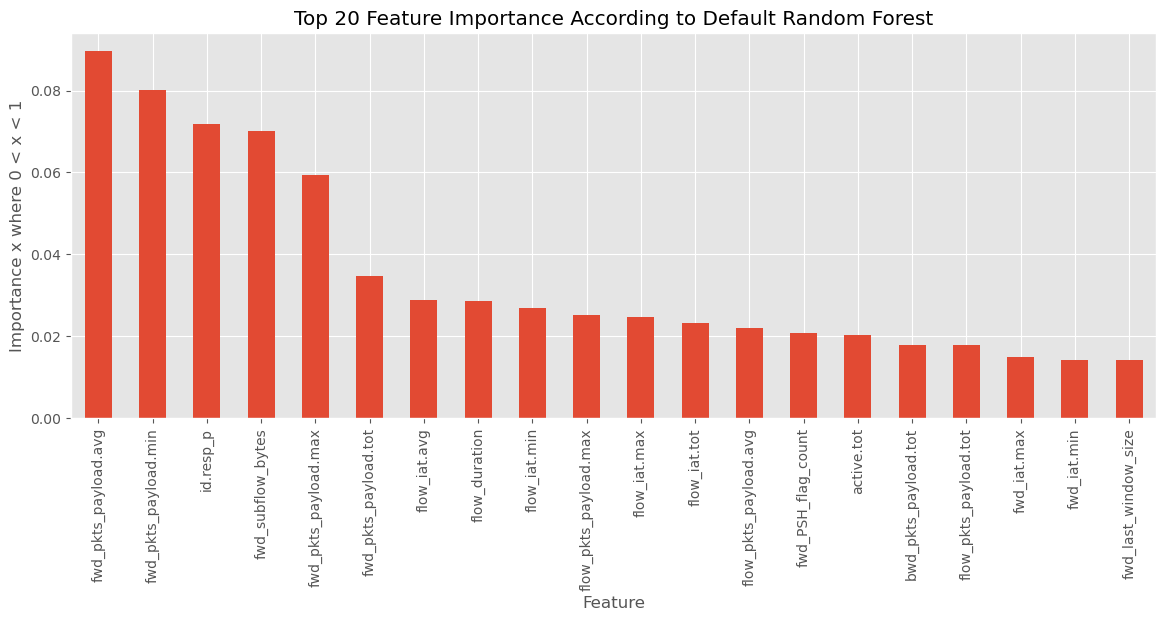 Top 20 Feature Importance According to Default Random Forest
Importance x where 0 < x < 1
0.08
0.06
0.04
0.02
0.00
fwd_pkts_payload.avg
fwd_pkts_payload.min
id.resp_p
fwd_subflow_bytes
fwd_pkts_payload.max
fwd_pkts_payload.tot
flow_iat.avg
flow_duration
flow_iat.min
flow_pkts_payload.max
flow_iat.max
flow_iat.tot
flow_pkts_payload.avg
fwd_PSH_flag_count
active.tot
bwd_pkts_payload.tot
flow_pkts_payload.tot
fwd_iat.max
fwd_iat.min
fwd_last_window_size
Feature